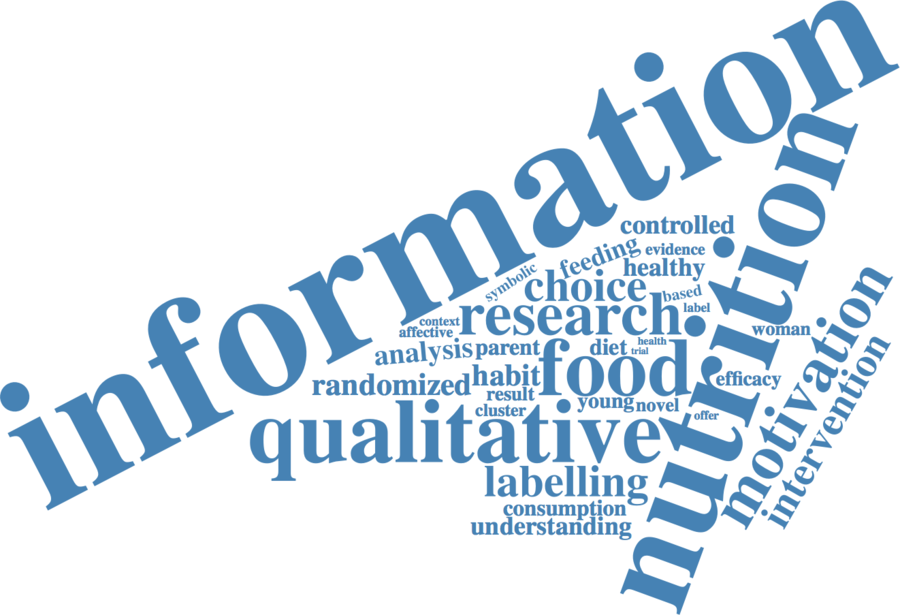 information
nutrition
controlled
feeding
evidence
symbolic
healthy
choice
based
label
research
context
affective
woman
health
analysis
parent
diet
trial
food
motivation
randomized
habit
efficacy
result
young
novel
cluster
offer
qualitative
intervention
labelling
consumption
understanding